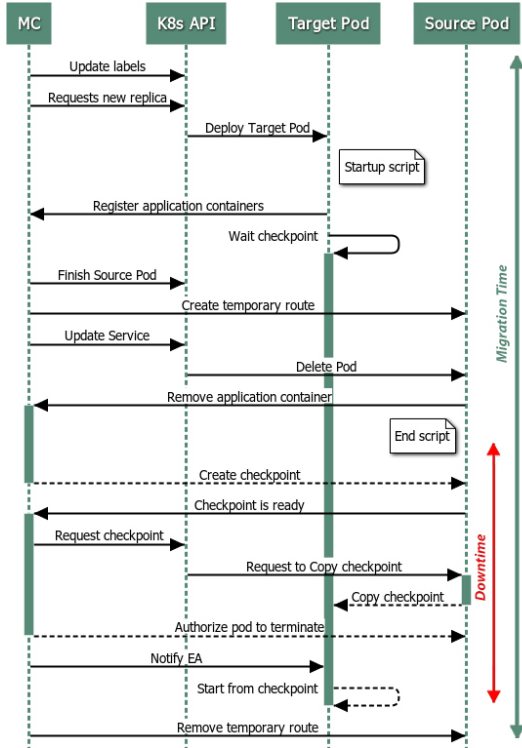 MC
K8s API
Target Pod
Source Pod
Update labels
Requests new replica
Deploy Target Pod
Startup script
Register application containers
Wait checkpoint
Finish Source Pod
Create temporary route
Update Service
Delete Pod
Remove application container
End script
Create checkpoint
Checkpoint is ready
Request checkpoint
Request to Copy checkpoint
Copy checkpoint
Authorize pod to terminate
Notify EA
Start from checkpoint
Remove temporary route
Migration Time
Downtime